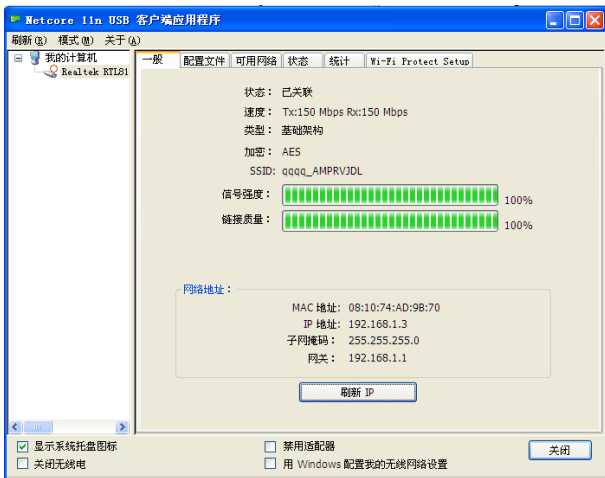 Netcore 11n USB 客户端应用程序
刷新(R) 模式(M) 关于(A)
我的计算机
Realtek RTL81
一般 配置文件 可用网络 状态 统计 Wi-Fi Protect Setup
状态： 已关联
速度： Tx:150 Mbps Rx:150 Mbps
类型： 基础架构
加密： AES
SSID: qqqq_AMPRVJDL
信号强度： 100%
链接质量： 100%
网络地址：
MAC 地址: 08:10:74:AD:9B:70
IP 地址: 192.168.1.3
子网掩码： 255.255.255.0
网关： 192.168.1.1
刷新 IP
显示系统托盘图标 禁用适配器 关闭
关闭无线电 用 Windows 配置我的无线网络设置